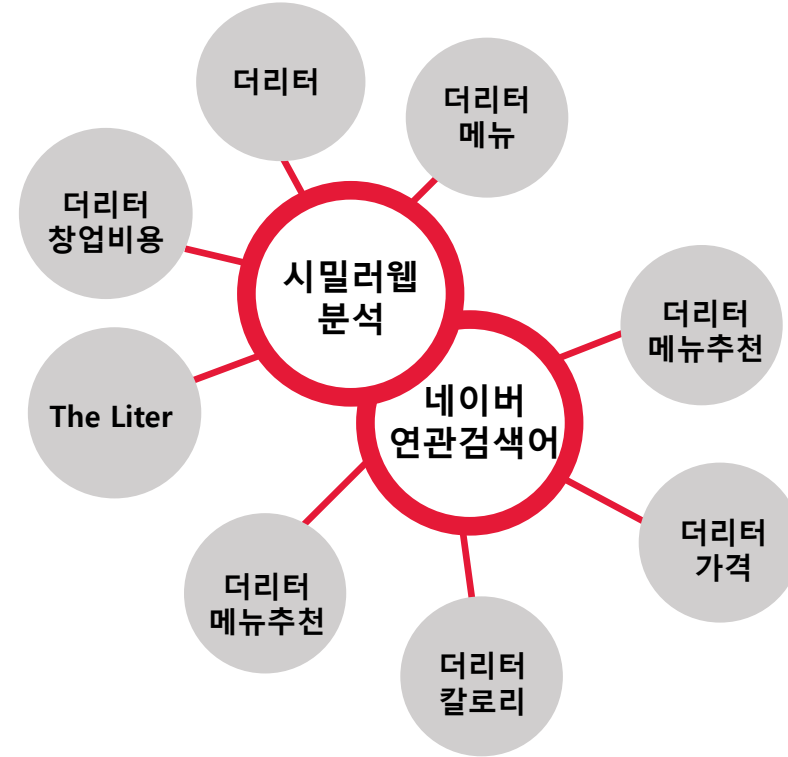 더리터
더리터
메뉴
더리터
창업비용
시밀러웹
분석
더리터
메뉴추천
The Liter
네이버
연관검색어
더리터
가격
더리터
메뉴추천
더리터
칼로리